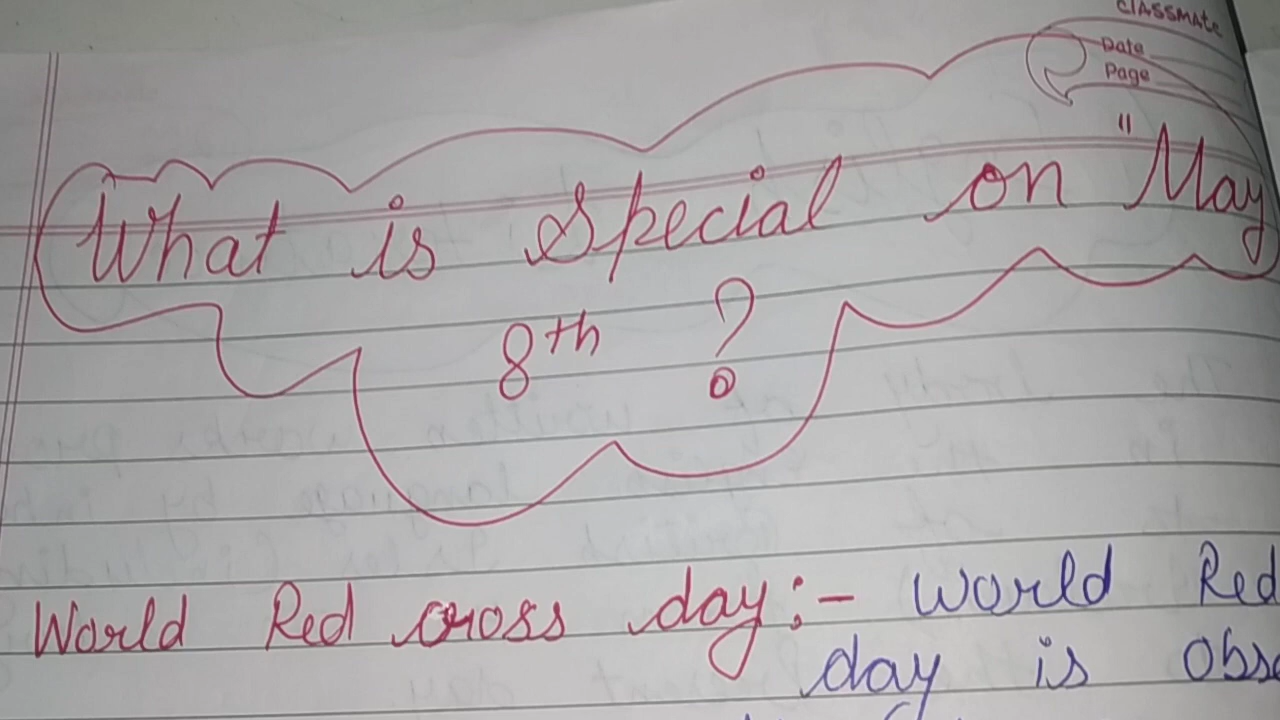 CLASSMATE
Date
Page
"
What is Special on May
8th ?
World Red cross day:- World Red
day is